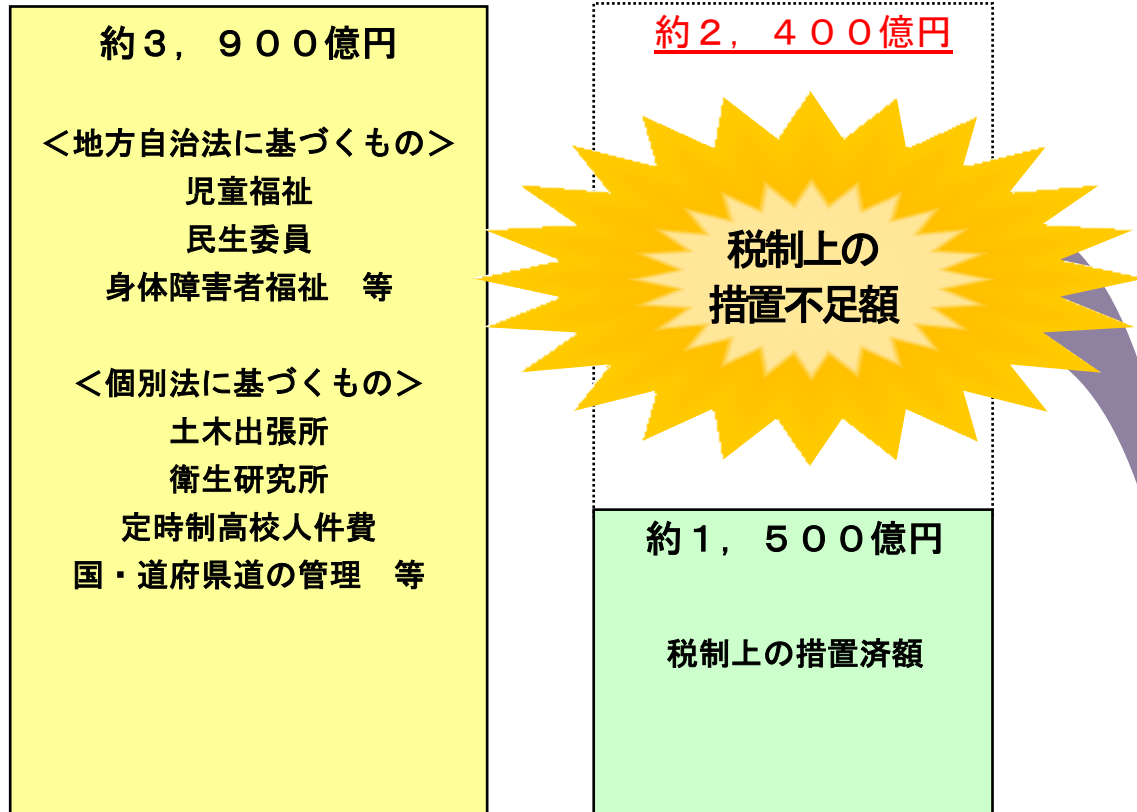 約３，９００億円
＜地方自治法に基づくもの＞
児童福祉
民生委員
身体障害者福祉　等
＜個別法に基づくもの＞
土木出張所
衛生研究所
定時制高校人件費
国・道府県道の管理　等
約２，４００億円
税制上の
措置不足額
約１，５００億円
税制上の措置済額